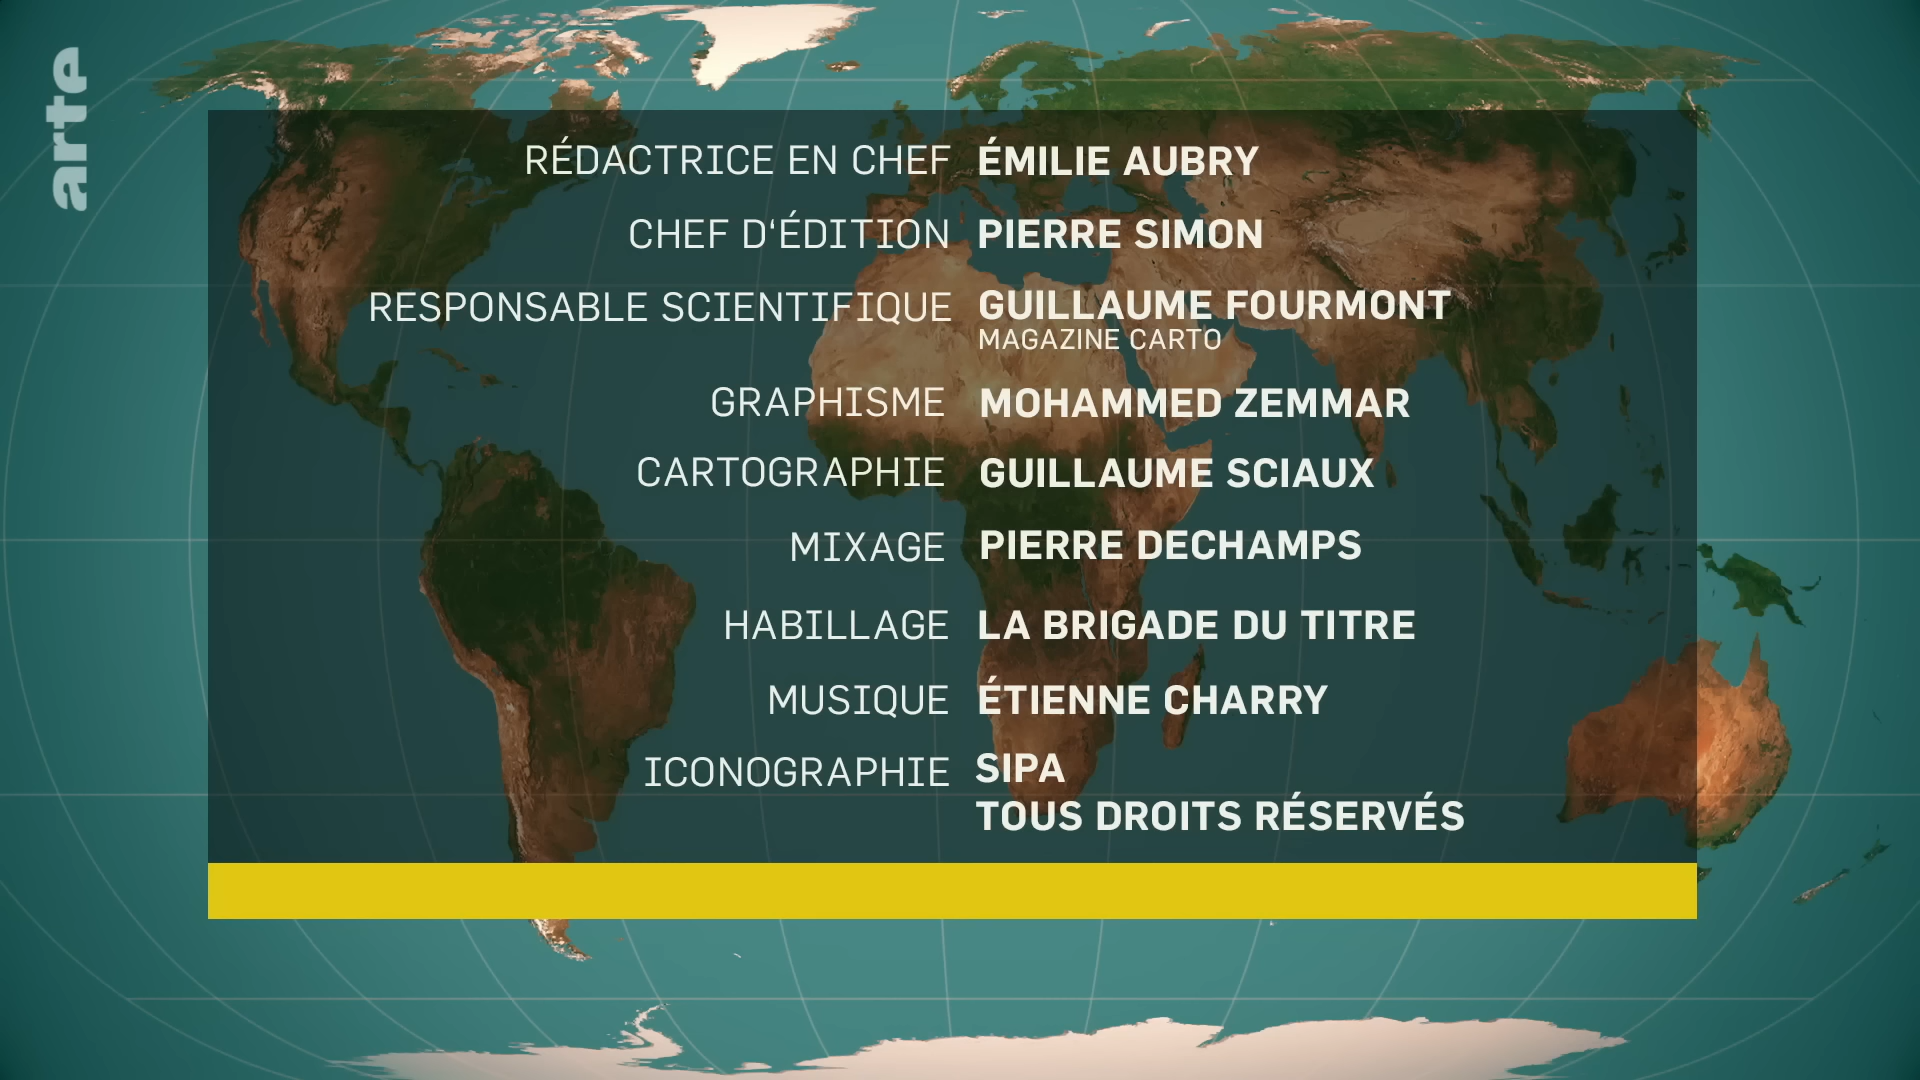 arte
RÉDACTRICE EN CHEF ÉMILIE AUBRY
CHEF D‘ÉDITION PIERRE SIMON
RESPONSABLE SCIENTIFIQUE GUILLAUME FOURMONT
MAGAZINE CARTO
GRAPHISME MOHAMMED ZEMMAR
CARTOGRAPHIE GUILLAUME SCIAUX
MIXAGE PIERRE DECHAMPS
HABILLAGE LA BRIGADE DU TITRE
MUSIQUE ÉTIENNE CHARRY
ICONOGRAPHIE SIPA
TOUS DROITS RÉSERVÉS